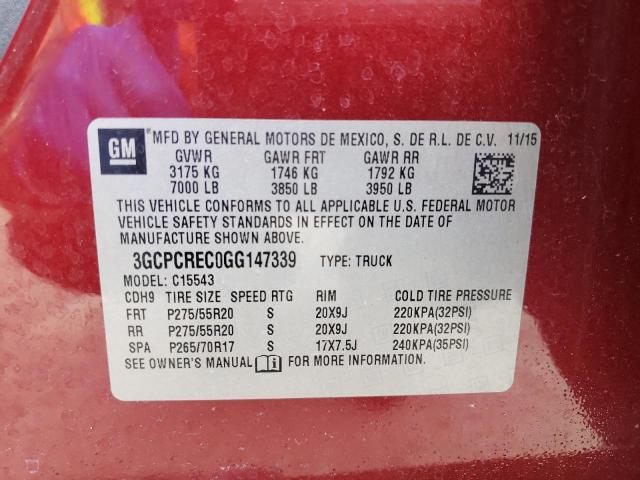 GM *MFD BY GENERAL MOTORS DE MEXICO, S. DE R.L. DE C.V. 11/15
GVWR GAWR FRT GAWR RR
3175 KG 1746 KG 1792 KG
7000 LB 3850 LB 3950 LB
THIS VEHICLE CONFORMS TO ALL APPLICABLE U.S. FEDERAL MOTOR
VEHICLE SAFETY STANDARDS IN EFFECT ON THE DATE OF
MANUFACTURE SHOWN ABOVE.
3GCPCREC0GG147339 TYPE: TRUCK
MODEL: C15543
CDH9 TIRE SIZE SPEED RTG RIM COLD TIRE PRESSURE
FRT P275/55R20 S 20X9J 220KPA(32PSI)
RR P275/55R20 S 20X9J 220KPA(32PSI)
SPA P265/70R17 S 17X7.5J 240KPA(35PSI)
SEE OWNER'S MANUAL FOR MORE INFORMATION.